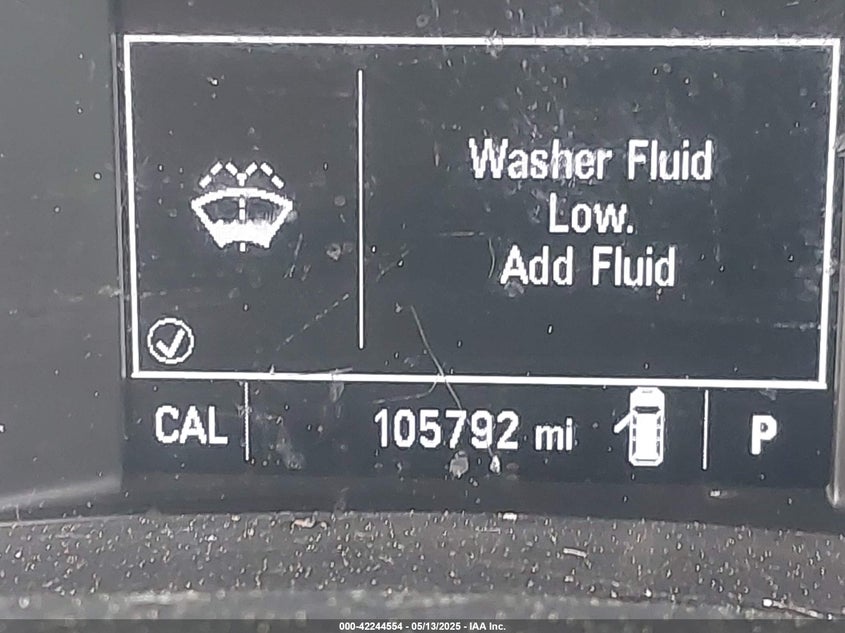 Washer Fluid
Low.
Add Fluid
CAL 105792 mi P
000-42244554 - 05/13/2025 - IAA Inc.